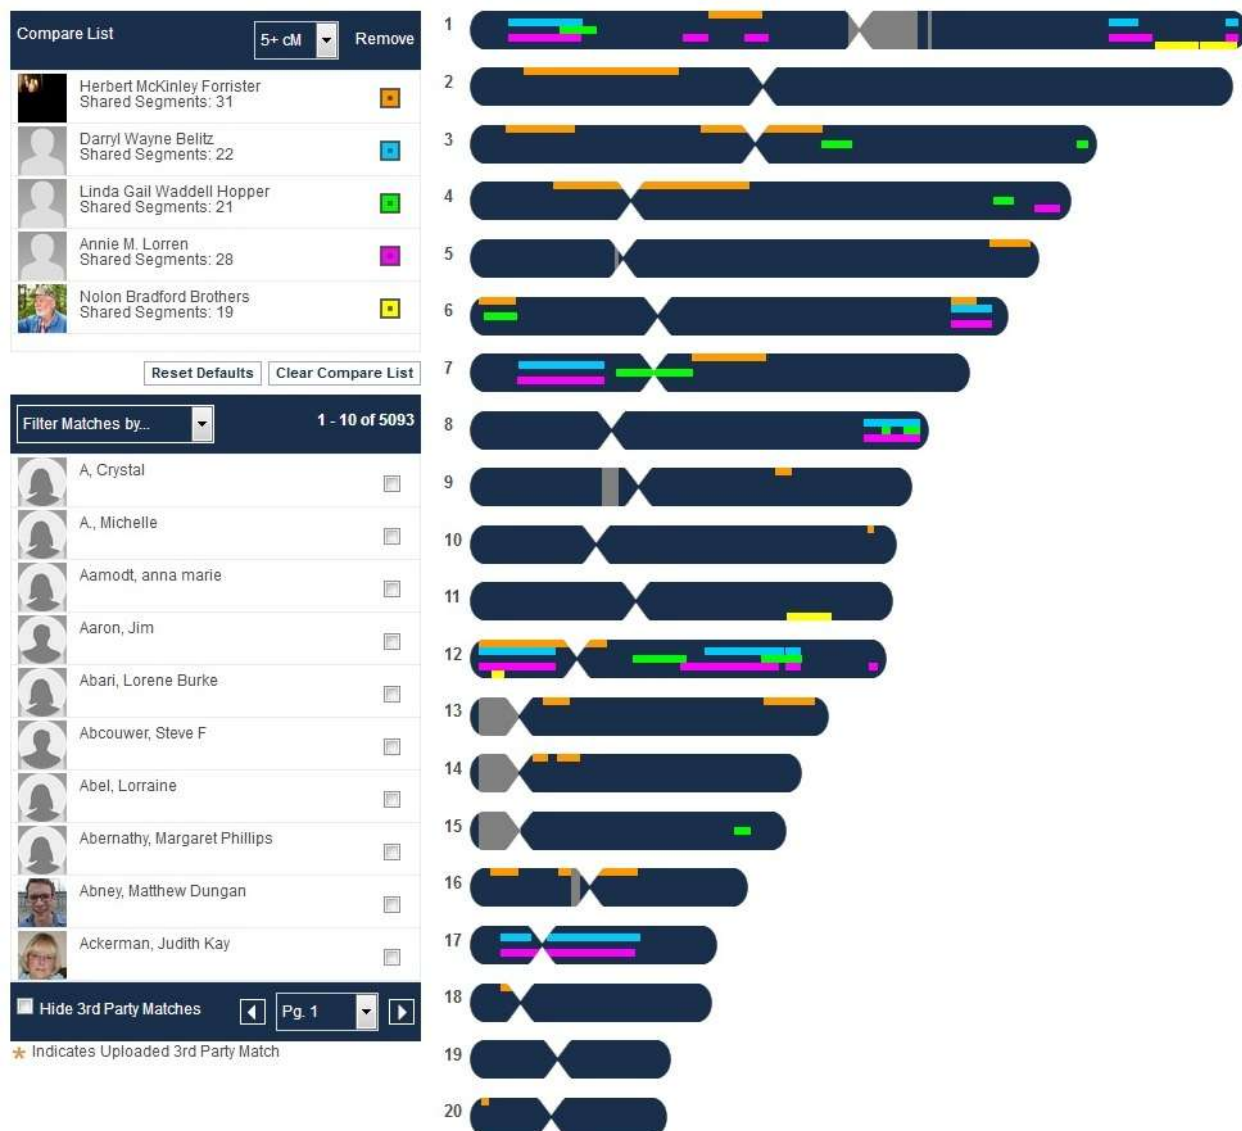 Compare List
5+ cM
Remove
Herbert McKinley Forrister
Shared Segments: 31
Darryl Wayne Belitz
Shared Segments: 22
Linda Gail Waddell Hopper
Shared Segments: 21
Annie M. Lorren
Shared Segments: 28
Nolon Bradford Brothers
Shared Segments: 19
Reset Defaults
Clear Compare List
Filter Matches by...
1 - 10 of 5093
A, Crystal
A., Michelle
Aamodt, anna marie
Aaron, Jim
Abari, Lorene Burke
Abcouwer, Steve F
Abel, Lorraine
Abernathy, Margaret Phillips
Abney, Matthew Dungan
Ackerman, Judith Kay
Hide 3rd Party Matches
Pg. 1
* Indicates Uploaded 3rd Party Match
1
2
3
4
5
6
7
8
9
10
11
12
13
14
15
16
17
18
19
20